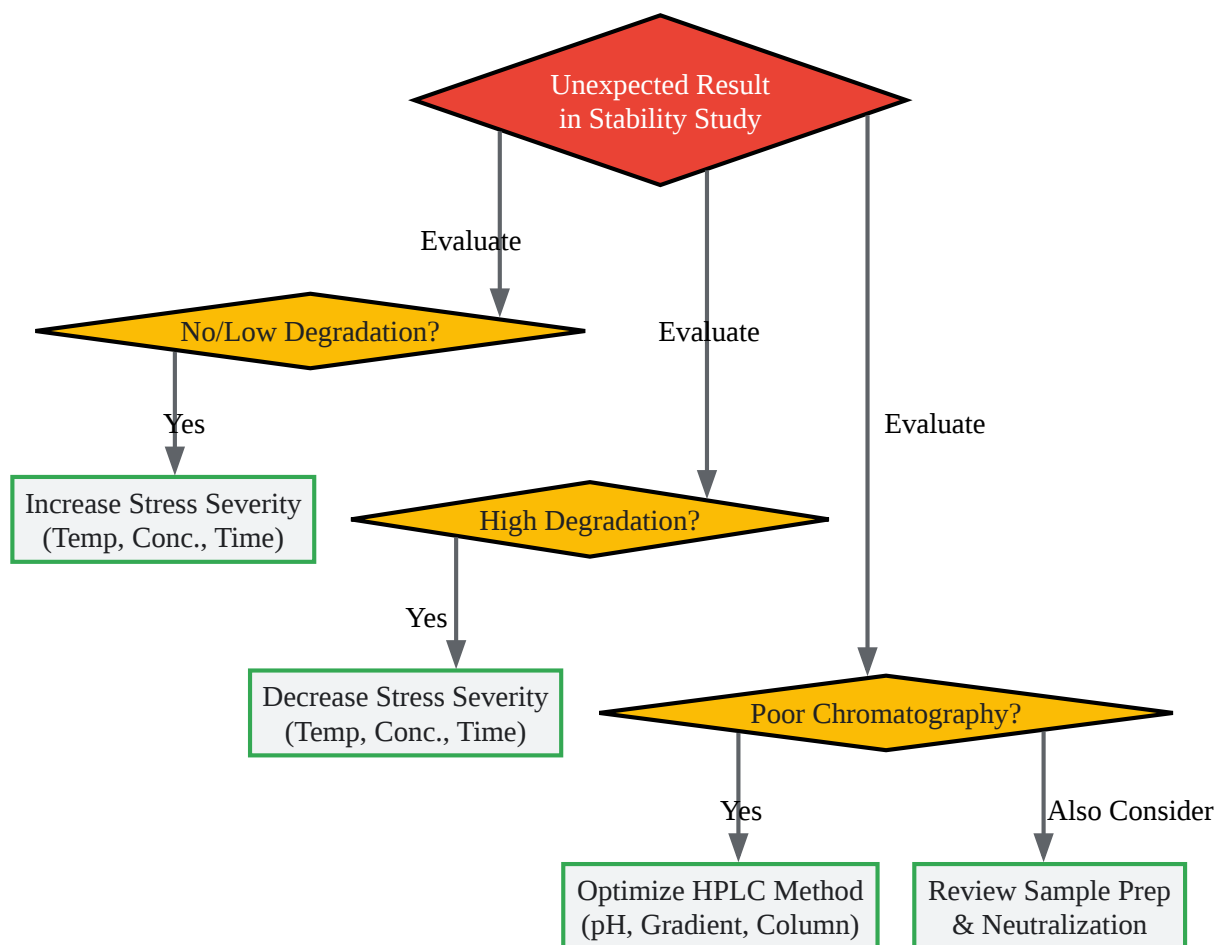 Unexpected Result
in Stability Study
Evaluate
No/Low Degradation?
Evaluate
Yes
Evaluate
Increase Stress Severity
(Temp, Conc., Time)
High Degradation?
Yes
Decrease Stress Severity
(Temp, Conc., Time)
Poor Chromatography?
Yes
Also Consider
Optimize HPLC Method
(pH, Gradient, Column)
Review Sample Prep
& Neutralization